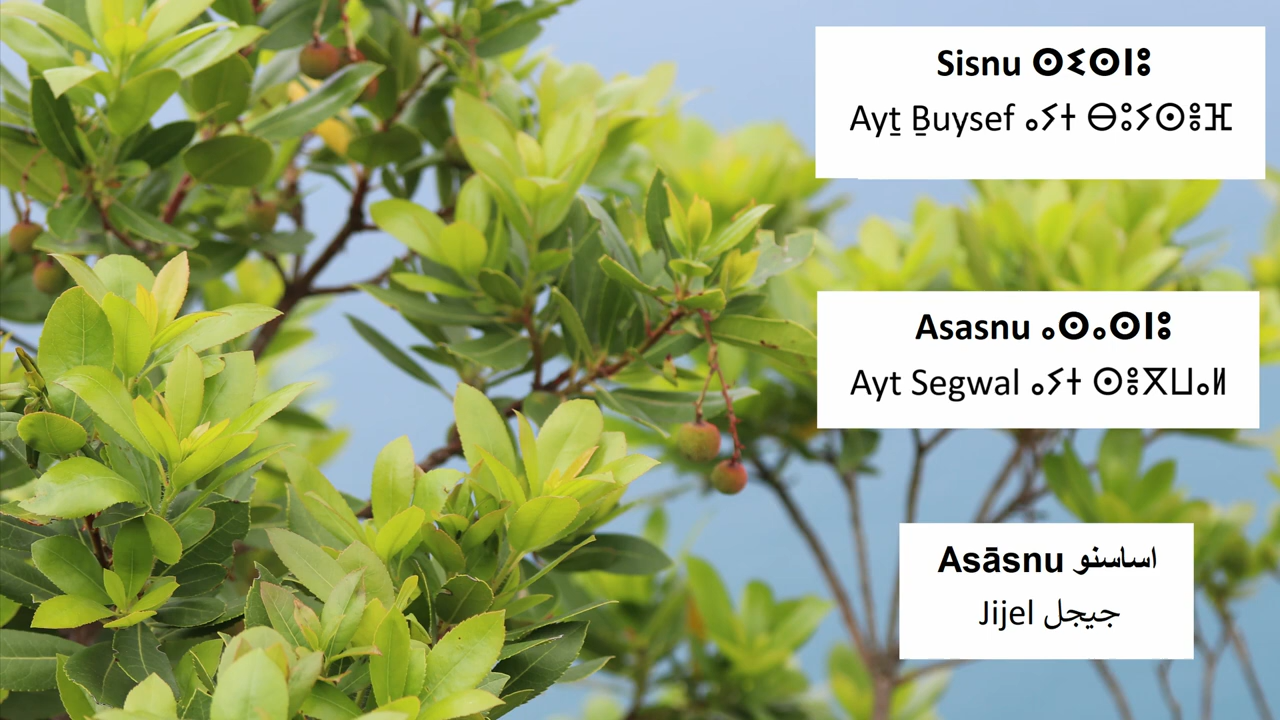 Sisnu ⵙⵉⵙⵏⵓ
Ayṯ Ḇuysef ⴰⵢⵜ ⴱⵓⵢⵙⴻⴼ
Asasnu ⴰⵙⴰⵙⵏⵓ
Ayt Segwal ⴰⵢⵜ ⵙⴻⴳⵡⴰⵍ
Asāsnu اساسنو
Jijel جيجل